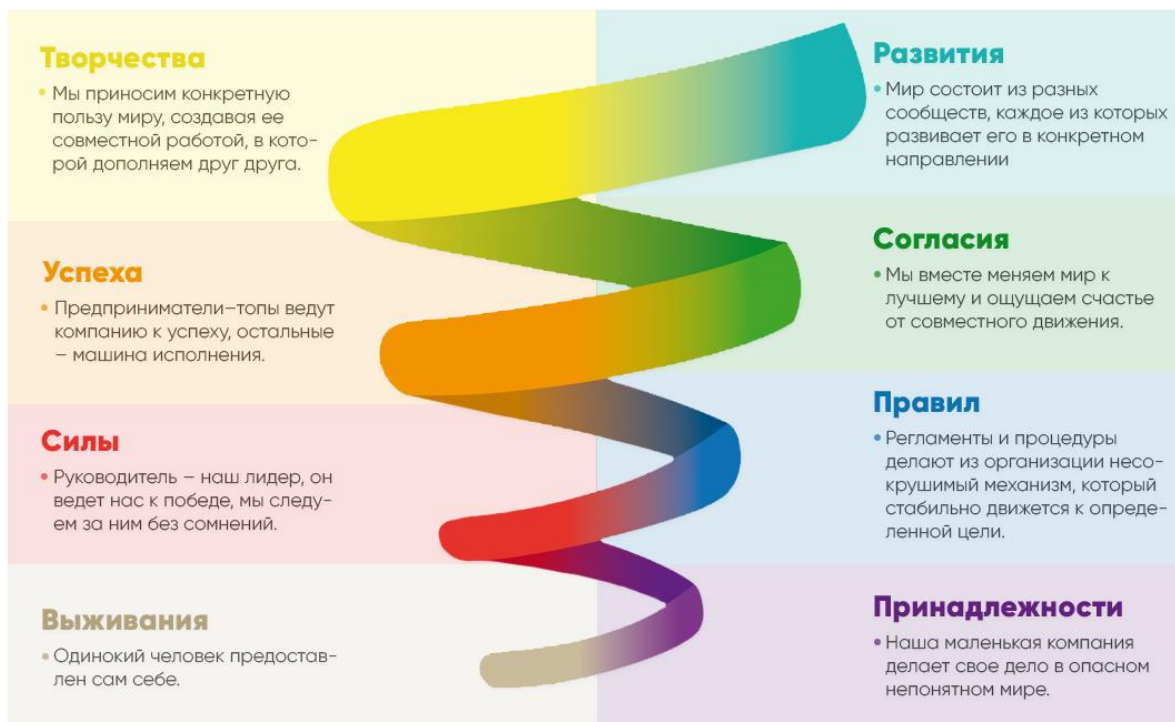 Творчества
• Мы приносим конкретную
пользу миру, создавая ее
совместной работой, в кото-
рой дополняем друг друга.
Развития
• Мир состоит из разных
сообществ, каждое из которых
развивает его в конкретном
направлении
Успеха
• Предприниматели–топы ведут
компанию к успеху, остальные
– машина исполнения.
Согласия
• Мы вместе меняем мир к
лучшему и ощущаем счастье
от совместного движения.
Силы
• Руководитель – наш лидер, он
ведет нас к победе, мы следу-
ем за ним без сомнений.
Правил
• Регламенты и процедуры
делают из организации несо-
крушимый механизм, который
стабильно движется к опреде-
ленной цели.
Выживания
• Одинокий человек предостав-
лен сам себе.
Принадлежности
• Наша маленькая компания
делает свое дело в опасном
непонятном мире.